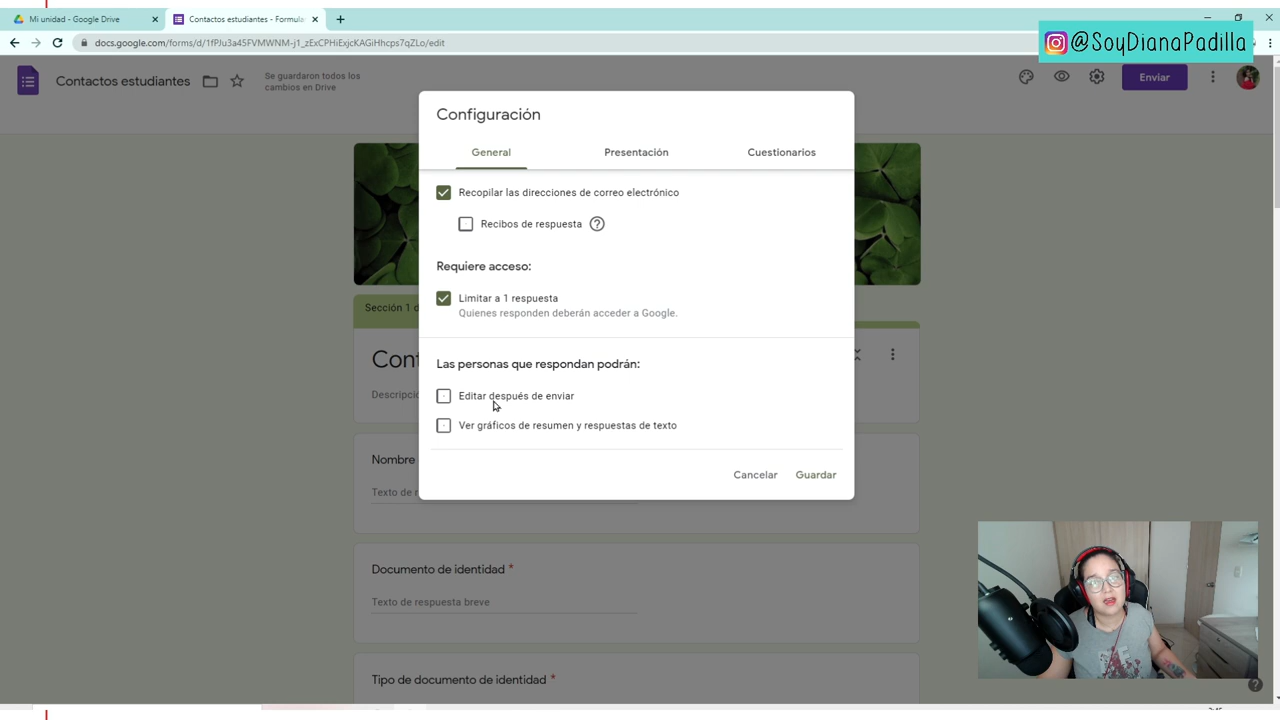 Mi unidad - Google Drive
Contactos estudiantes - Formula
docs.google.com/forms/d/1fPJu3a45FVMWNM-j1_zExCPHiExjcKAGiHhcps7qZLo/edit
@SoyDianaPadilla
Contactos estudiantes
Se guardaron todos los
cambios en Drive
Enviar
Configuración
General
Presentación
Cuestionarios
Recopilar las direcciones de correo electrónico
Recibos de respuesta
Requiere acceso:
Limitar a 1 respuesta
Quienes responden deberán acceder a Google.
Sección 1 d
Las personas que respondan podrán:
Cont
Editar después de enviar
Descripció
Ver gráficos de resumen y respuestas de texto
Cancelar
Guardar
Nombre
Texto de r
Documento de identidad *
Texto de respuesta breve
Tipo de documento de identidad *